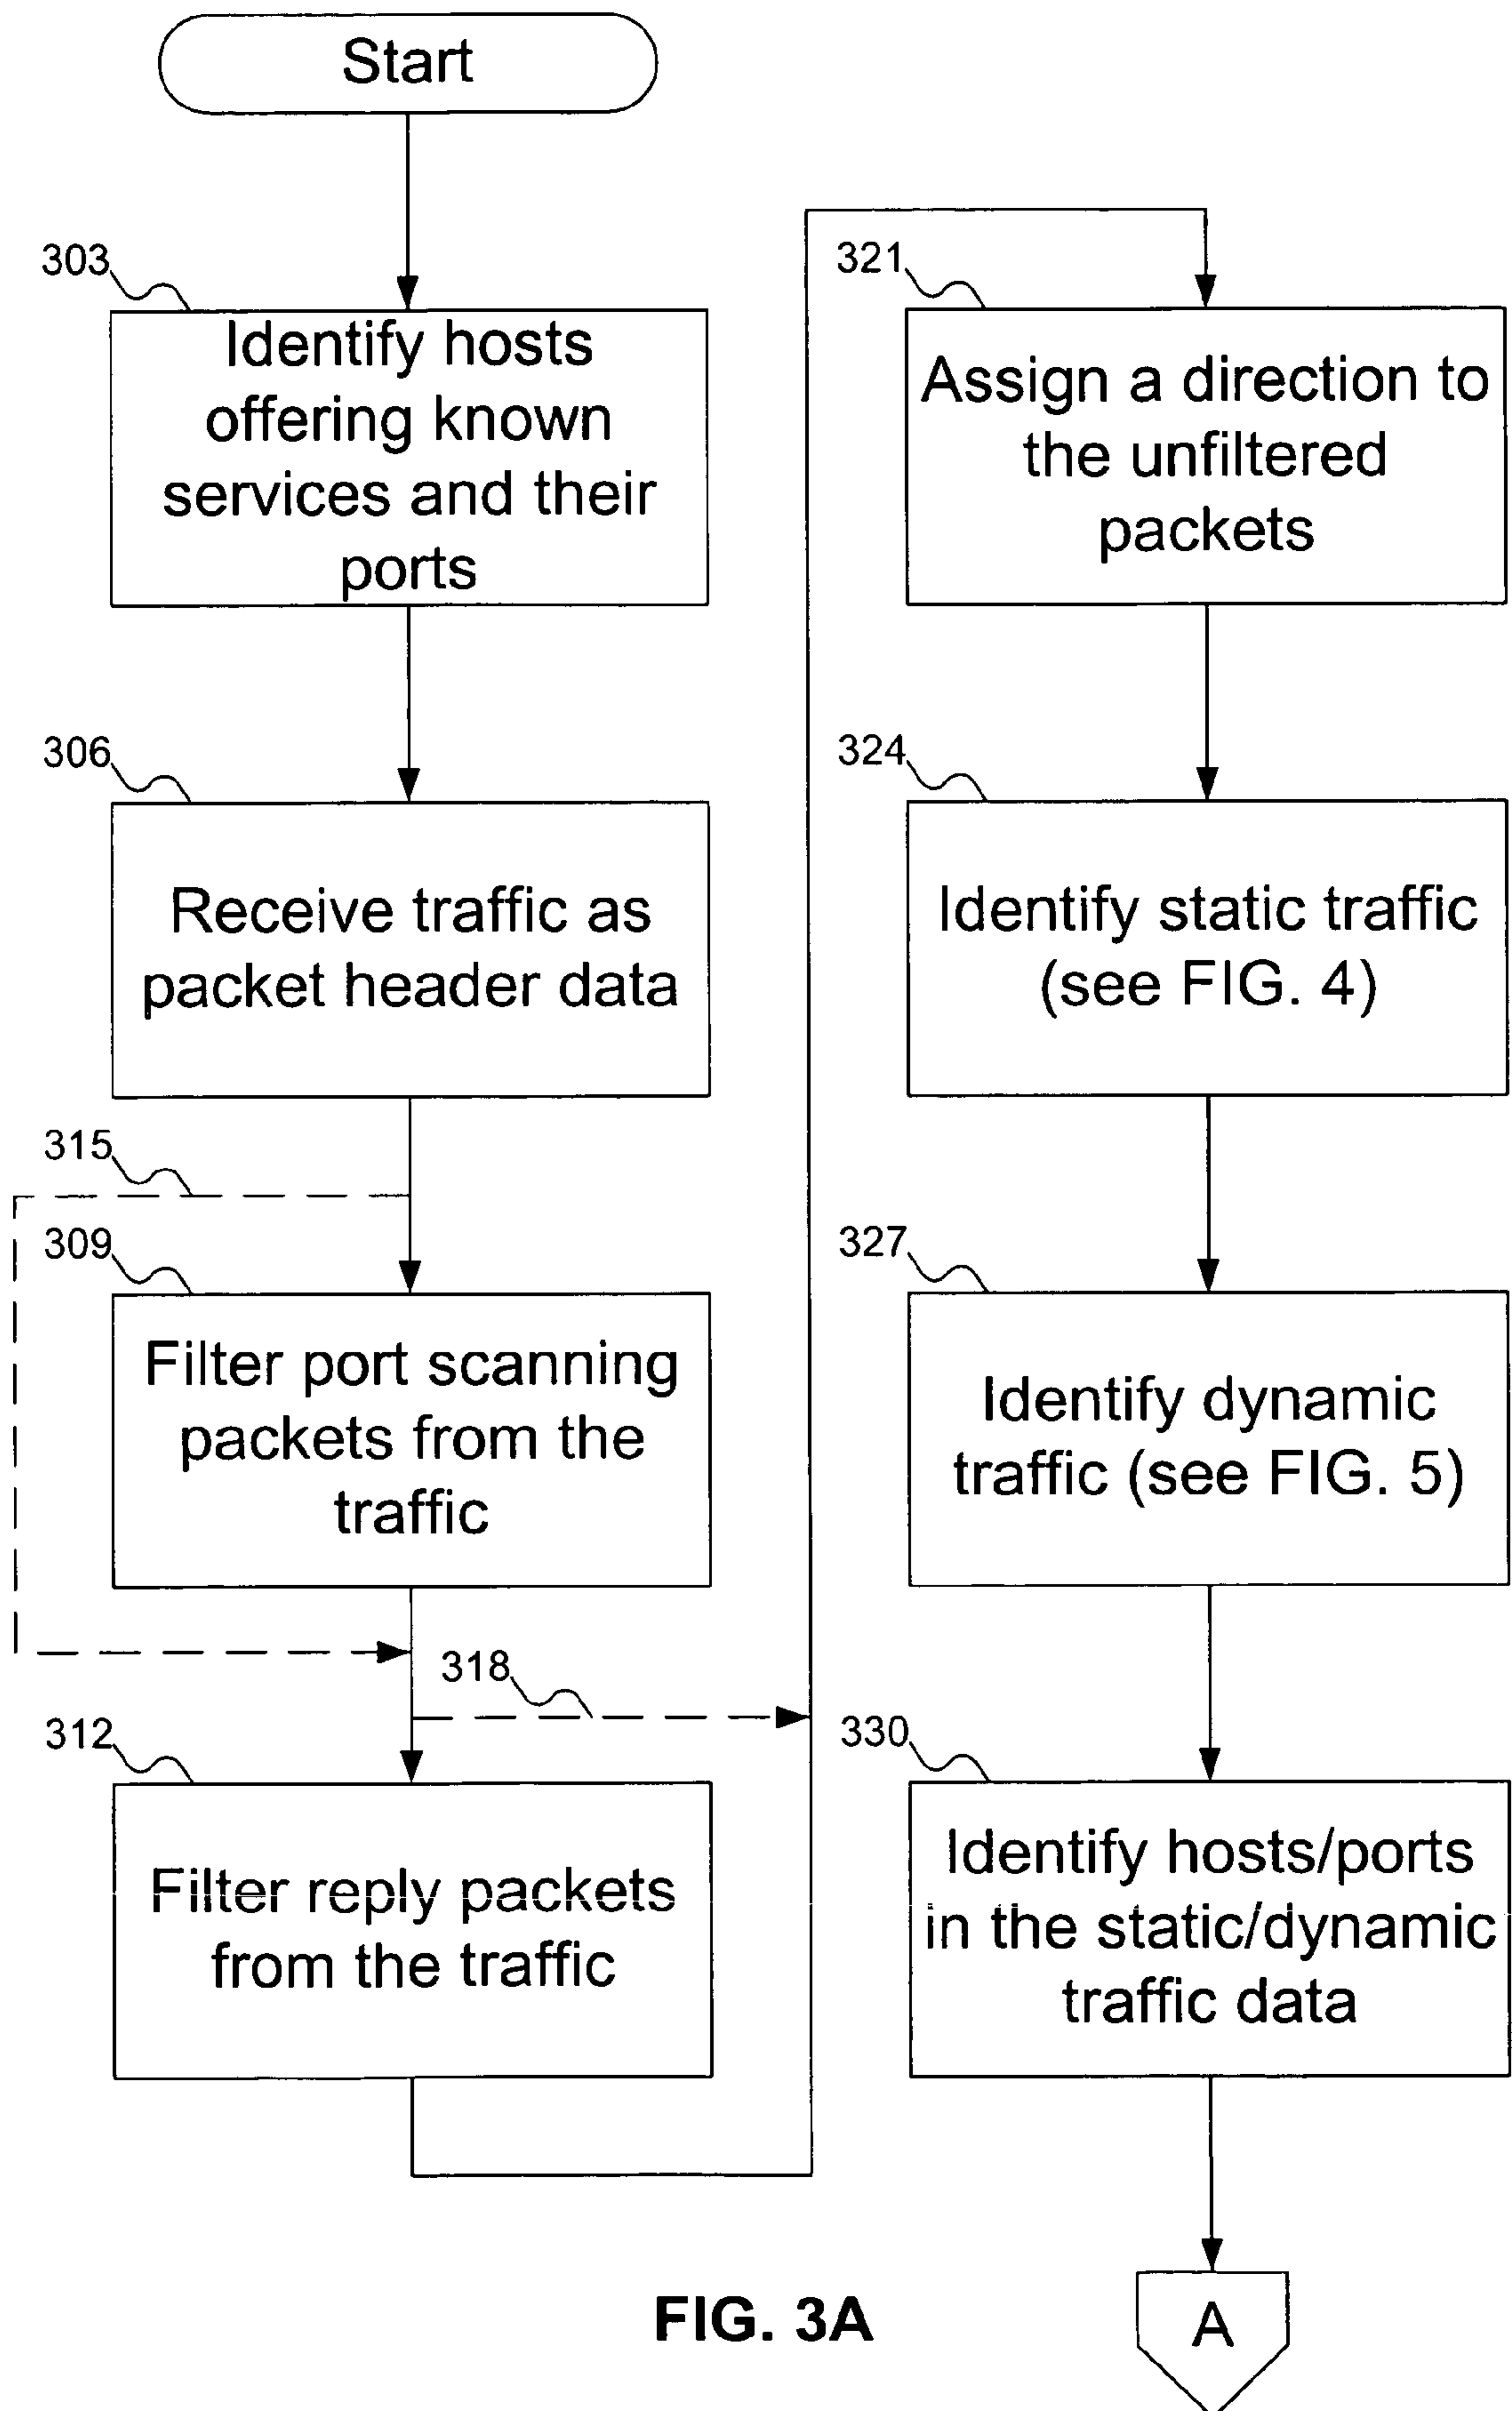 Start
303
Identify hosts
offering known
services and their
ports
306
Receive traffic as
packet header data
315
309
Filter port scanning
packets from the
traffic
318
312
Filter reply packets
from the traffic
321
Assign a direction to
the unfiltered
packets
324
Identify static traffic
(see FIG. 4)
327
Identify dynamic
traffic (see FIG. 5)
330
Identify hosts/ports
in the static/dynamic
traffic data
A
FIG. 3A